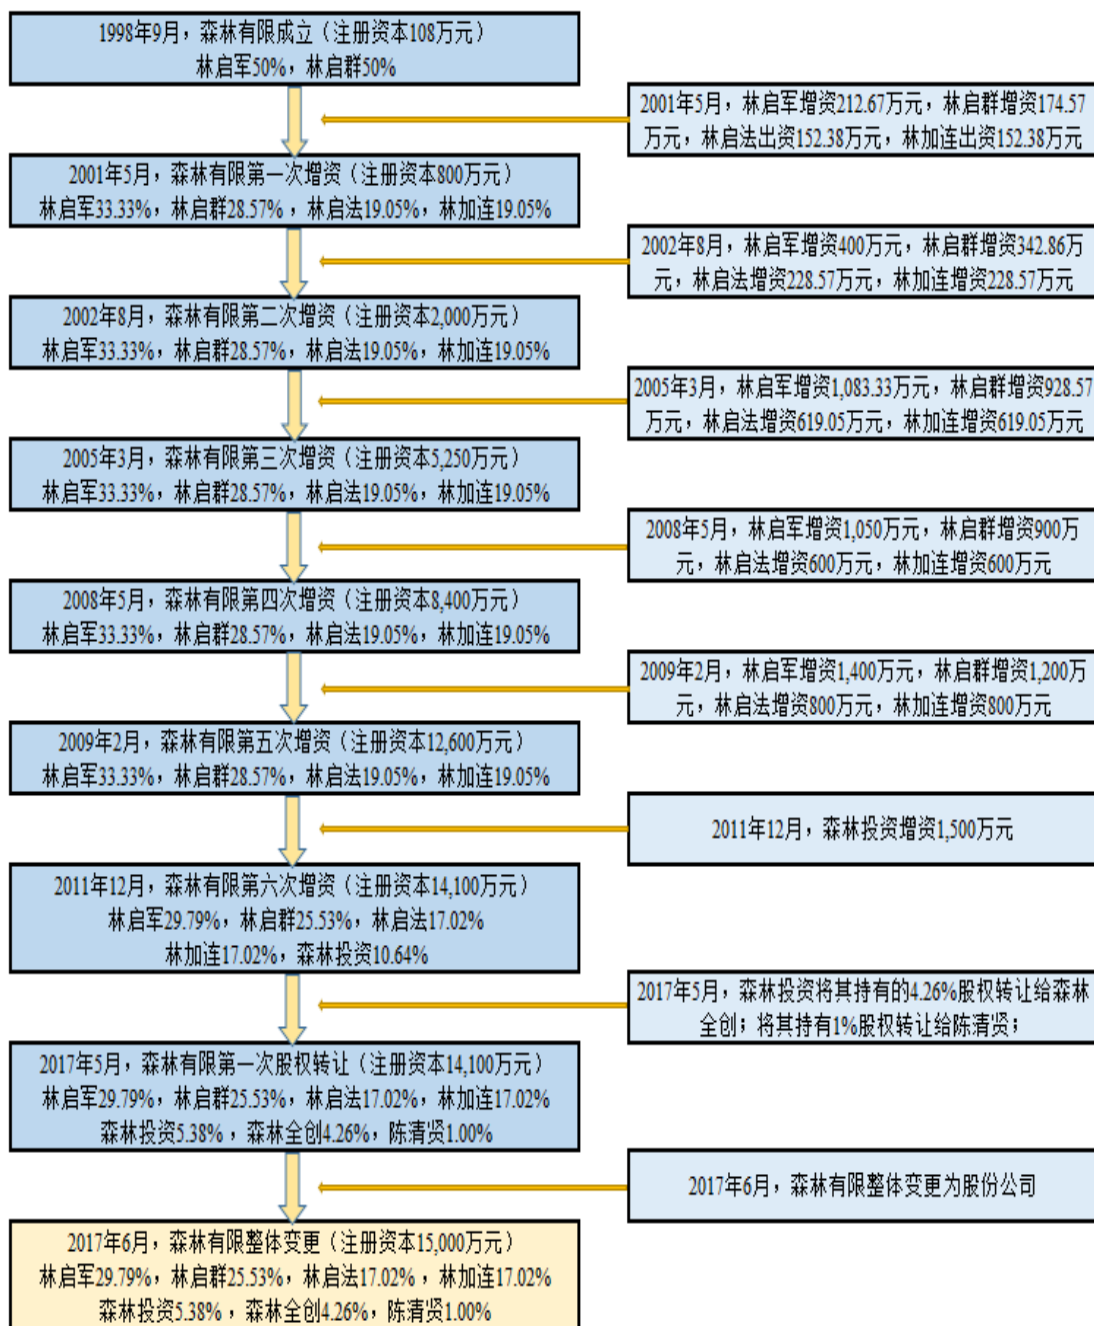 1998年9月，森林有限成立（注册资本108万元）
林启军50%，林启群50%
2001年5月，林启军增资212.67万元，林启群增资174.57
万元，林启法出资152.38万元，林加连出资152.38万元
2001年5月，森林有限第一次增资（注册资本800万元）
林启军33.33%，林启群28.57%，林启法19.05%，林加连19.05%
2002年8月，林启军增资400万元，林启群增资342.86万
元，林启法增资228.57万元，林加连增资228.57万元
2002年8月，森林有限第二次增资（注册资本2,000万元）
林启军33.33%，林启群28.57%，林启法19.05%，林加连19.05%
2005年3月，林启军增资1,083.33万元，林启群增资928.57
万元，林启法增资619.05万元，林加连增资619.05万元
2005年3月，森林有限第三次增资（注册资本5,250万元）
林启军33.33%，林启群28.57%，林启法19.05%，林加连19.05%
2008年5月，林启军增资1,050万元，林启群增资900万
元，林启法增资600万元，林加连增资600万元
2008年5月，森林有限第四次增资（注册资本8,400万元）
林启军33.33%，林启群28.57%，林启法19.05%，林加连19.05%
2009年2月，林启军增资1,400万元，林启群增资1,200万
元，林启法增资800万元，林加连增资800万元
2009年2月，森林有限第五次增资（注册资本12,600万元）
林启军33.33%，林启群28.57%，林启法19.05%，林加连19.05%
2011年12月，森林投资增资1,500万元
2011年12月，森林有限第六次增资（注册资本14,100万元）
林启军29.79%，林启群25.53%，林启法17.02%
林加连17.02%，森林投资10.64%
2017年5月，森林投资将其持有的4.26%股权转让给森林
全创；将其持有1%股权转让给陈清贤；
2017年5月，森林有限第一次股权转让（注册资本14,100万元）
林启军29.79%，林启群25.53%，林启法17.02%，林加连17.02%
森林投资5.38%，森林全创4.26%，陈清贤1.00%
2017年6月，森林有限整体变更为股份公司
2017年6月，森林有限整体变更（注册资本15,000万元）
林启军29.79%，林启群25.53%，林启法17.02%，林加连17.02%
森林投资5.38%，森林全创4.26%，陈清贤1.00%